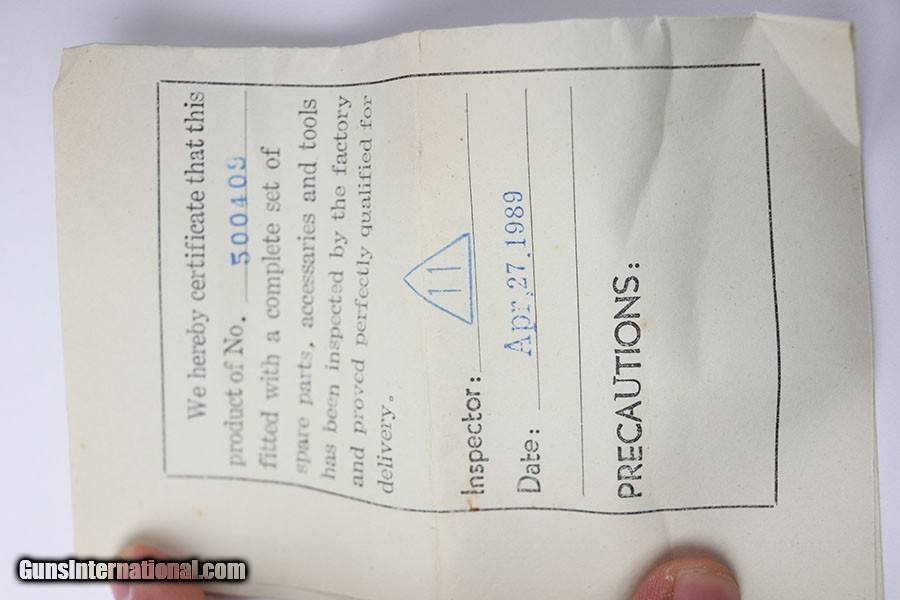 We hereby certificate that this
product of No. 500409
fitted with a complete set of
spare parts, accessaries and tools
has been inspected by the factory
and proved perfectly qualified for
delivery。
Inspector: 11
Date: Apr,27.1989
PRECAUTIONS:
GunsInternational.com